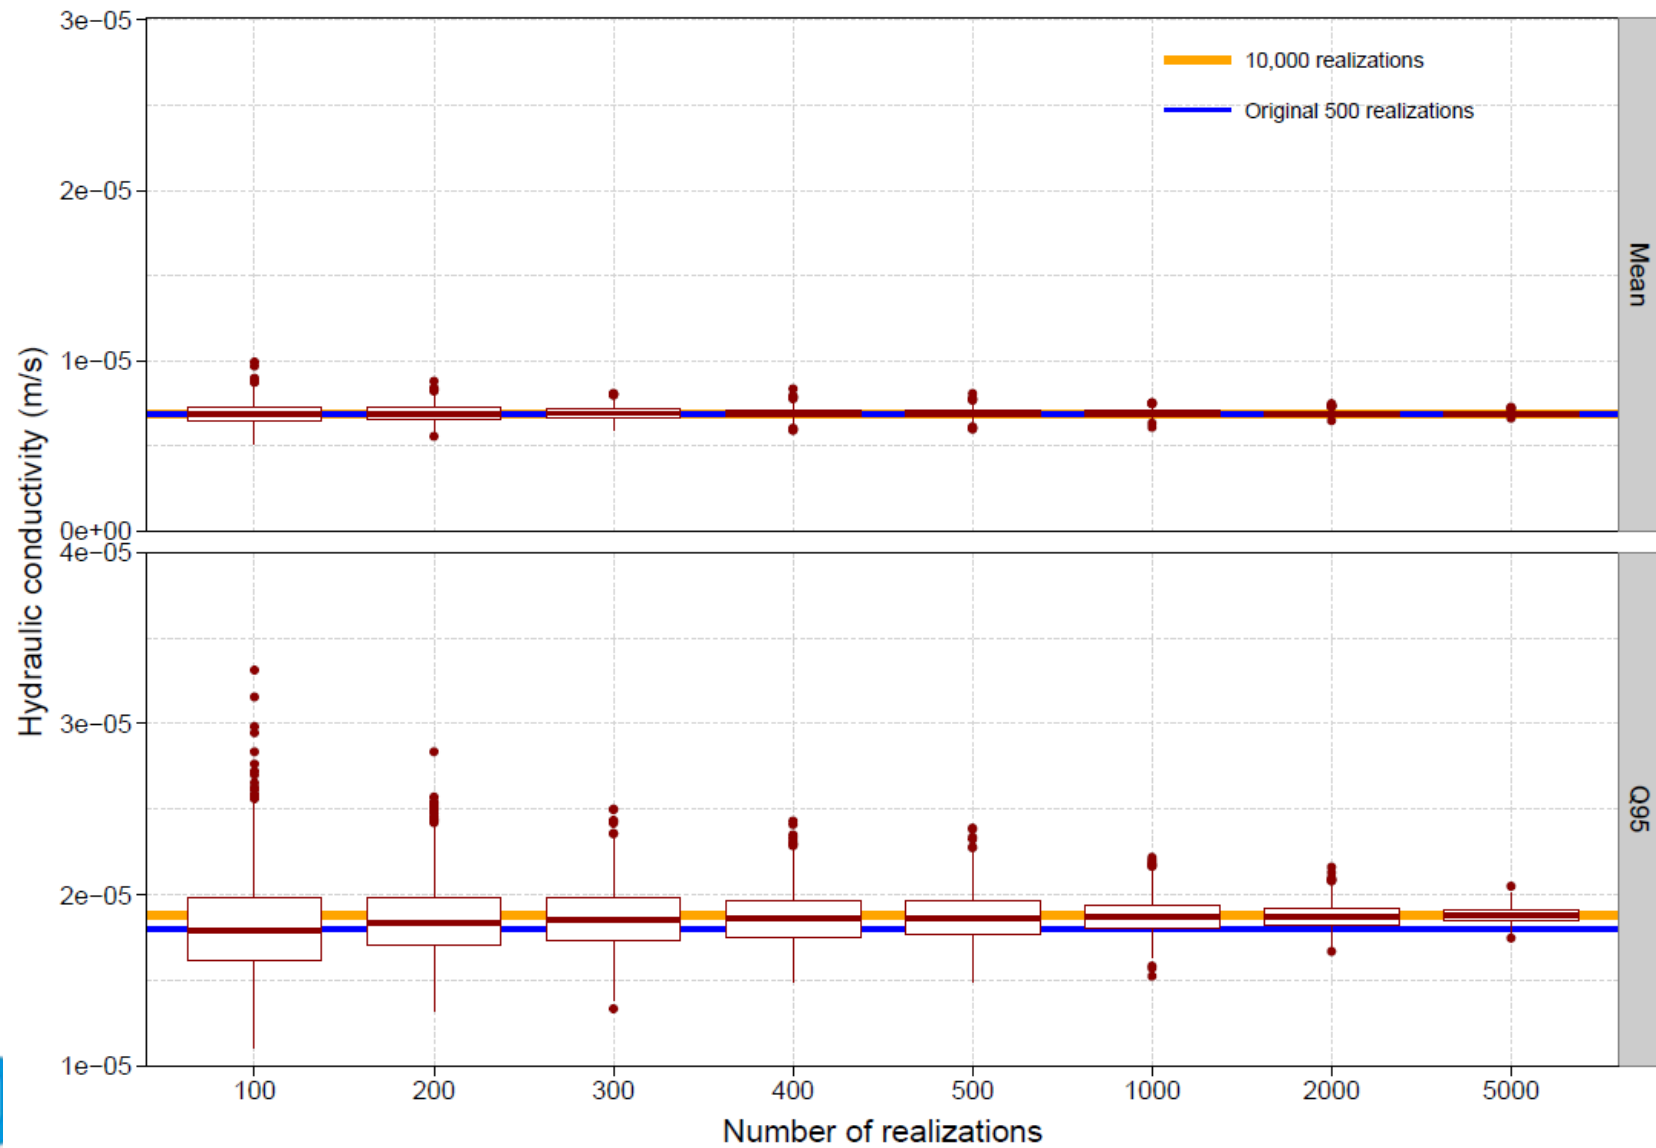 3e−05
10,000 realizations
Original 500 realizations
2e−05
Mean
1e−05
0e+00
Hydraulic conductivity (m/s)
4e−05
3e−05
Q95
2e−05
1e−05
100 200 300 400 500 1000 2000 5000
Number of realizations